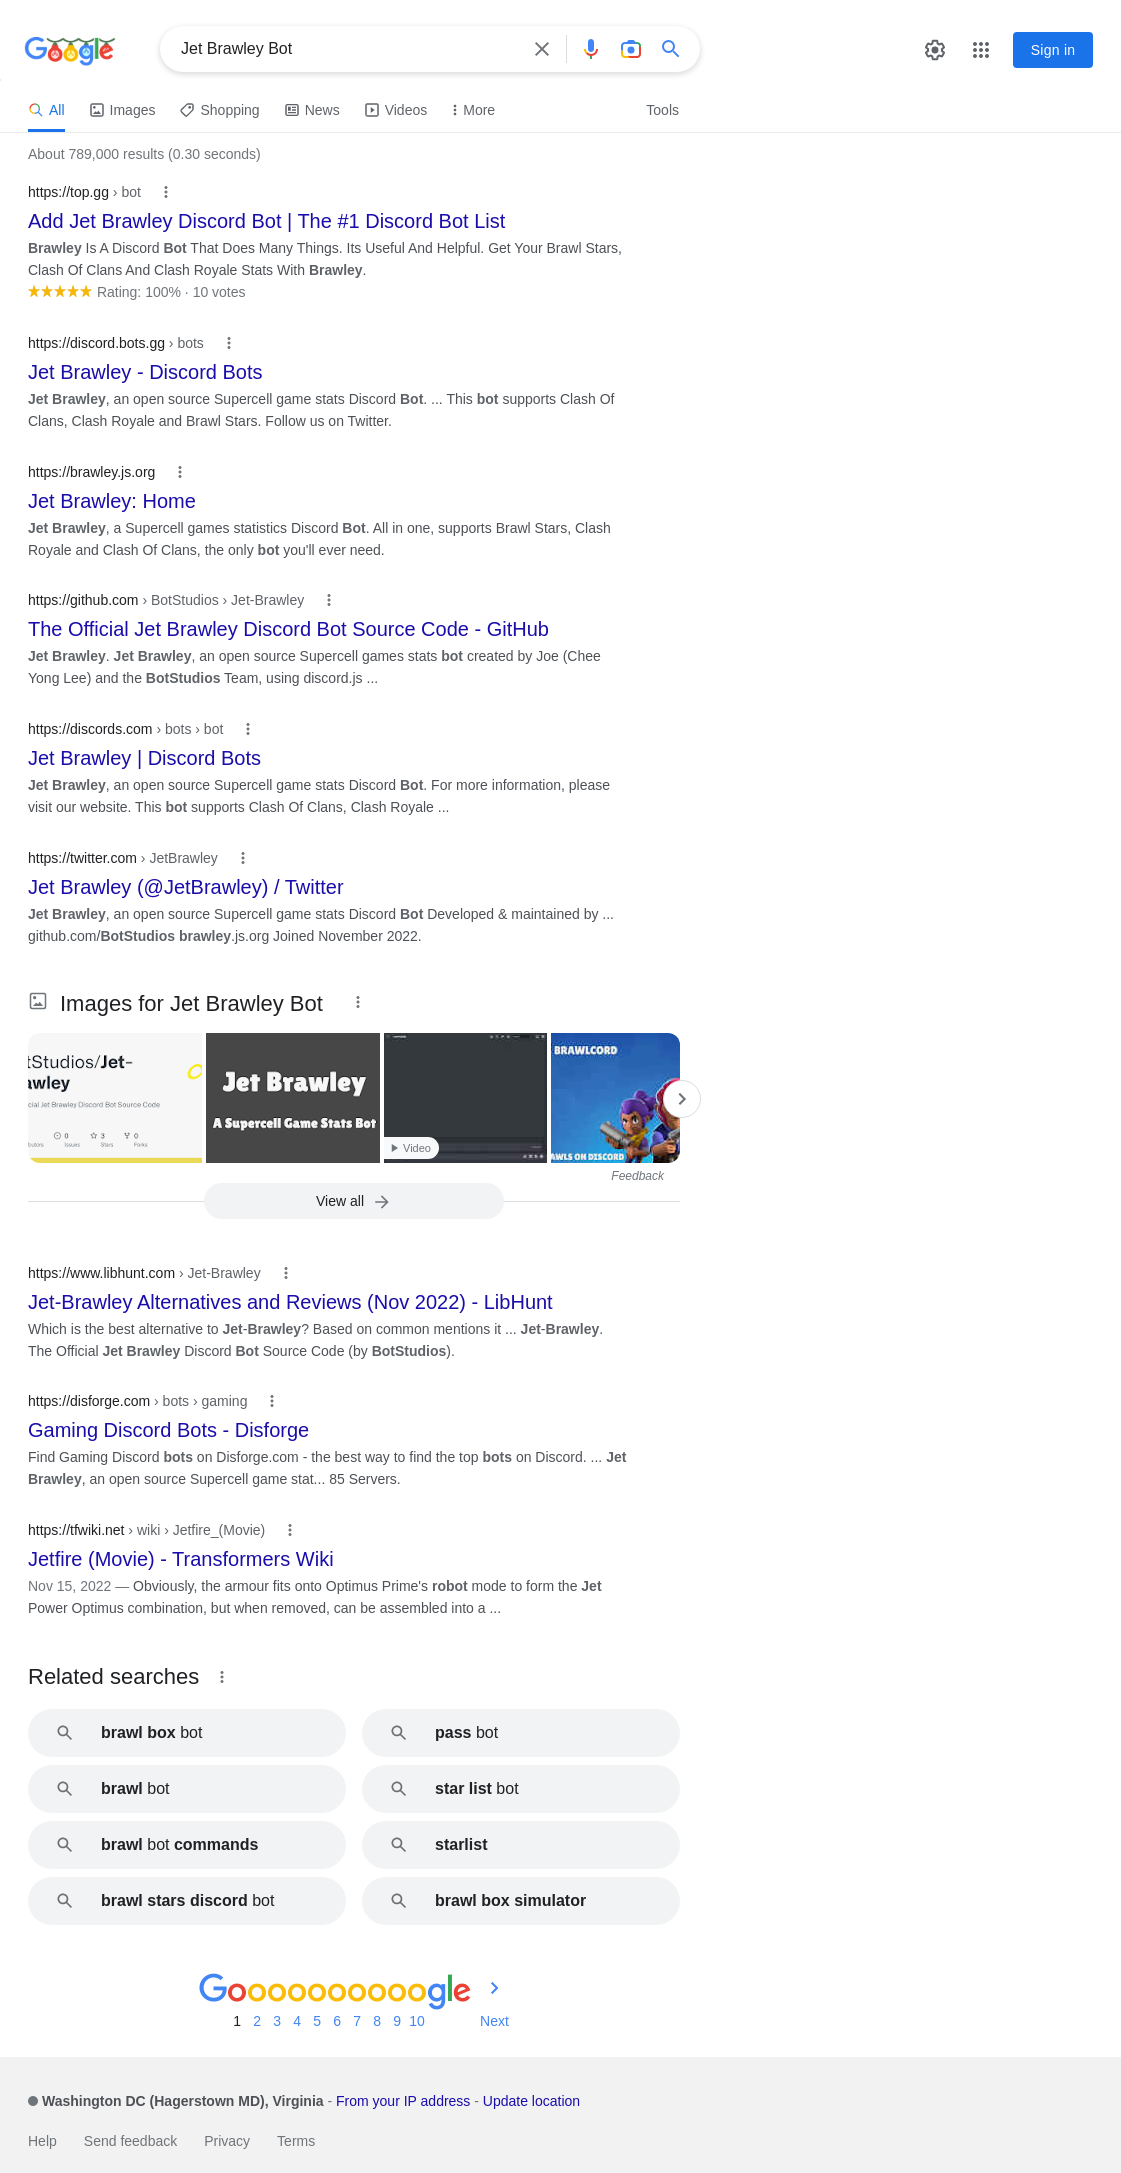 Google
Jet Brawley Bot
Sign in
All Images Shopping News Videos More Tools
About 789,000 results (0.30 seconds)
https://top.gg › bot
Add Jet Brawley Discord Bot | The #1 Discord Bot List
Brawley Is A Discord Bot That Does Many Things. Its Useful And Helpful. Get Your Brawl Stars,
Clash Of Clans And Clash Royale Stats With Brawley.
Rating: 100% · 10 votes
https://discord.bots.gg › bots
Jet Brawley - Discord Bots
Jet Brawley, an open source Supercell game stats Discord Bot. ... This bot supports Clash Of
Clans, Clash Royale and Brawl Stars. Follow us on Twitter.
https://brawley.js.org
Jet Brawley: Home
Jet Brawley, a Supercell games statistics Discord Bot. All in one, supports Brawl Stars, Clash
Royale and Clash Of Clans, the only bot you'll ever need.
https://github.com › BotStudios › Jet-Brawley
The Official Jet Brawley Discord Bot Source Code - GitHub
Jet Brawley. Jet Brawley, an open source Supercell games stats bot created by Joe (Chee
Yong Lee) and the BotStudios Team, using discord.js ...
https://discords.com › bots › bot
Jet Brawley | Discord Bots
Jet Brawley, an open source Supercell game stats Discord Bot. For more information, please
visit our website. This bot supports Clash Of Clans, Clash Royale ...
https://twitter.com › JetBrawley
Jet Brawley (@JetBrawley) / Twitter
Jet Brawley, an open source Supercell game stats Discord Bot Developed & maintained by ...
github.com/BotStudios brawley.js.org Joined November 2022.
Images for Jet Brawley Bot
tStudios/Jet-
awley
cial Jet Brawley Discord Bot Source Code
0 3 0
butors Issues Stars Forks
Jet Brawley
A Supercell Game Stats Bot
Video
BRAWLCORD
AWLS ON DISCORD
Feedback
View all
https://www.libhunt.com › Jet-Brawley
Jet-Brawley Alternatives and Reviews (Nov 2022) - LibHunt
Which is the best alternative to Jet-Brawley? Based on common mentions it ... Jet-Brawley.
The Official Jet Brawley Discord Bot Source Code (by BotStudios).
https://disforge.com › bots › gaming
Gaming Discord Bots - Disforge
Find Gaming Discord bots on Disforge.com - the best way to find the top bots on Discord. ... Jet
Brawley, an open source Supercell game stat... 85 Servers.
https://tfwiki.net › wiki › Jetfire_(Movie)
Jetfire (Movie) - Transformers Wiki
Nov 15, 2022 — Obviously, the armour fits onto Optimus Prime's robot mode to form the Jet
Power Optimus combination, but when removed, can be assembled into a ...
Related searches
brawl box bot
pass bot
brawl bot
star list bot
brawl bot commands
starlist
brawl stars discord bot
brawl box simulator
Goooooooooogle
1 2 3 4 5 6 7 8 9 10 Next
Washington DC (Hagerstown MD), Virginia - From your IP address - Update location
Help Send feedback Privacy Terms